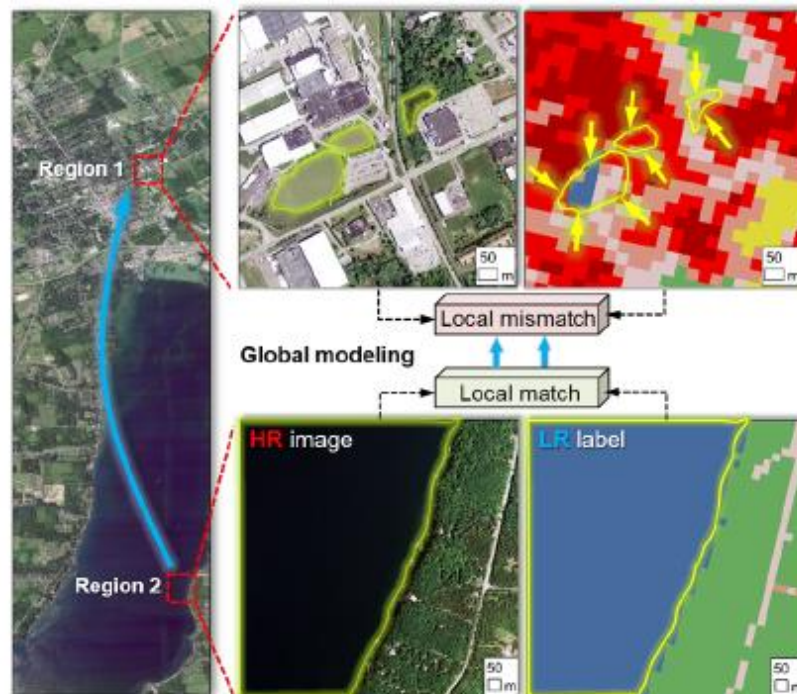 Region 1
50
m
50
m
Local mismatch
Global modeling
Local match
HR image
LR label
Region 2
50
m
50
m